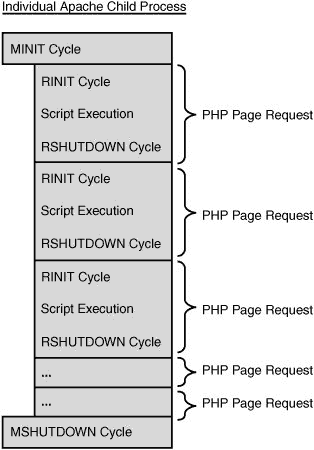 Individual Apache Child Process
MINIT Cycle
RINIT Cycle
Script Execution
RSHUTDOWN Cycle
PHP Page Request
RINIT Cycle
Script Execution
RSHUTDOWN Cycle
PHP Page Request
RINIT Cycle
Script Execution
RSHUTDOWN Cycle
PHP Page Request
...
PHP Page Request
...
PHP Page Request
MSHUTDOWN Cycle